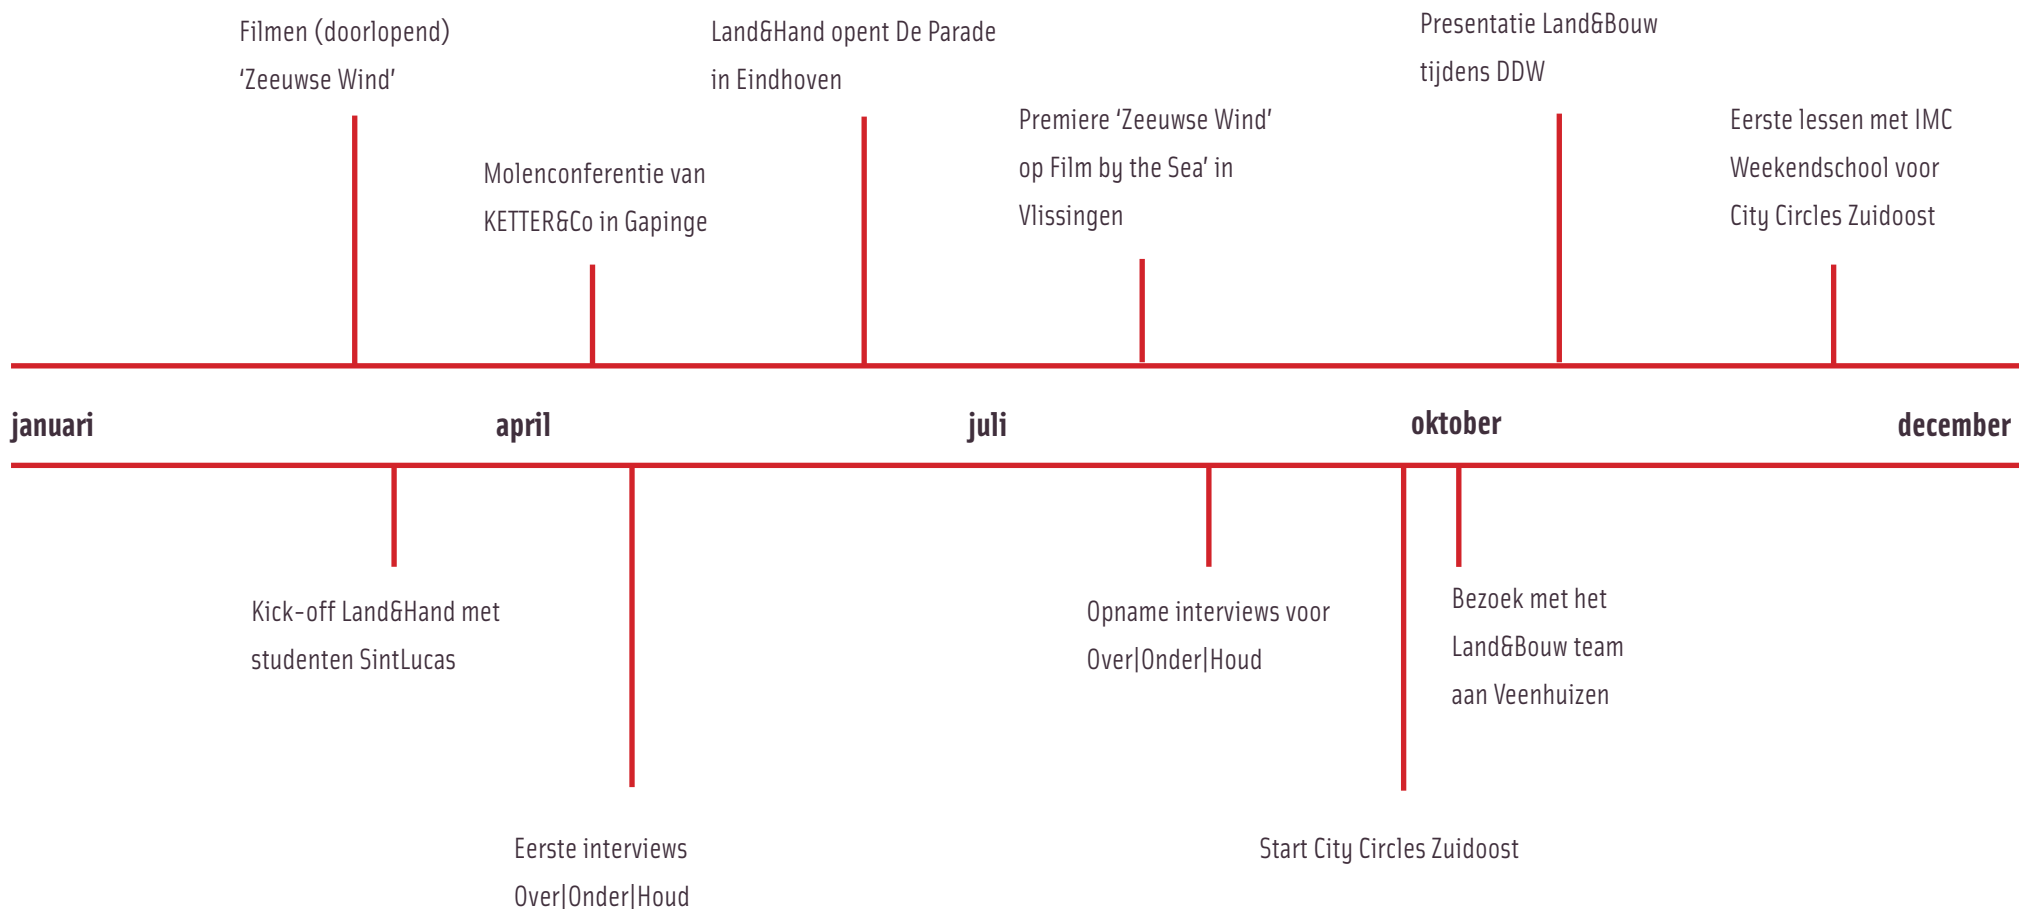 Filmen (doorlopend)
‘Zeeuwse Wind’
Molenconferentie van
KETTER&Co in Gapinge
Land&Hand opent De Parade
in Eindhoven
Premiere ‘Zeeuwse Wind’
op Film by the Sea’ in
Vlissingen
Presentatie Land&Bouw
tijdens DDW
Eerste lessen met IMC
Weekendschool voor
City Circles Zuidoost
januari
april
juli
oktober
december
Kick-off Land&Hand met
studenten SintLucas
Eerste interviews
Over|Onder|Houd
Opname interviews voor
Over|Onder|Houd
Start City Circles Zuidoost
Bezoek met het
Land&Bouw team
aan Veenhuizen